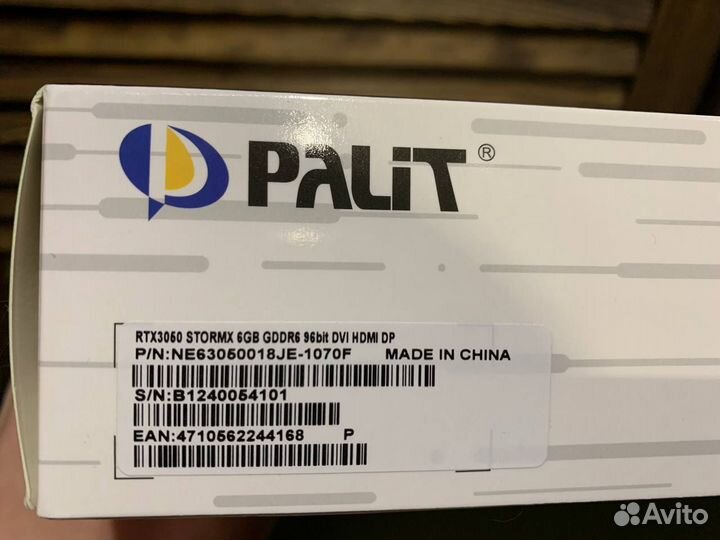 PALiT ®
RTX3050 STORMX 6GB GDDR6 96bit DVI HDMI DP
P/N:NE63050018JE-1070F MADE IN CHINA
S/N:B1240054101
EAN:4710562244168 P
Avito